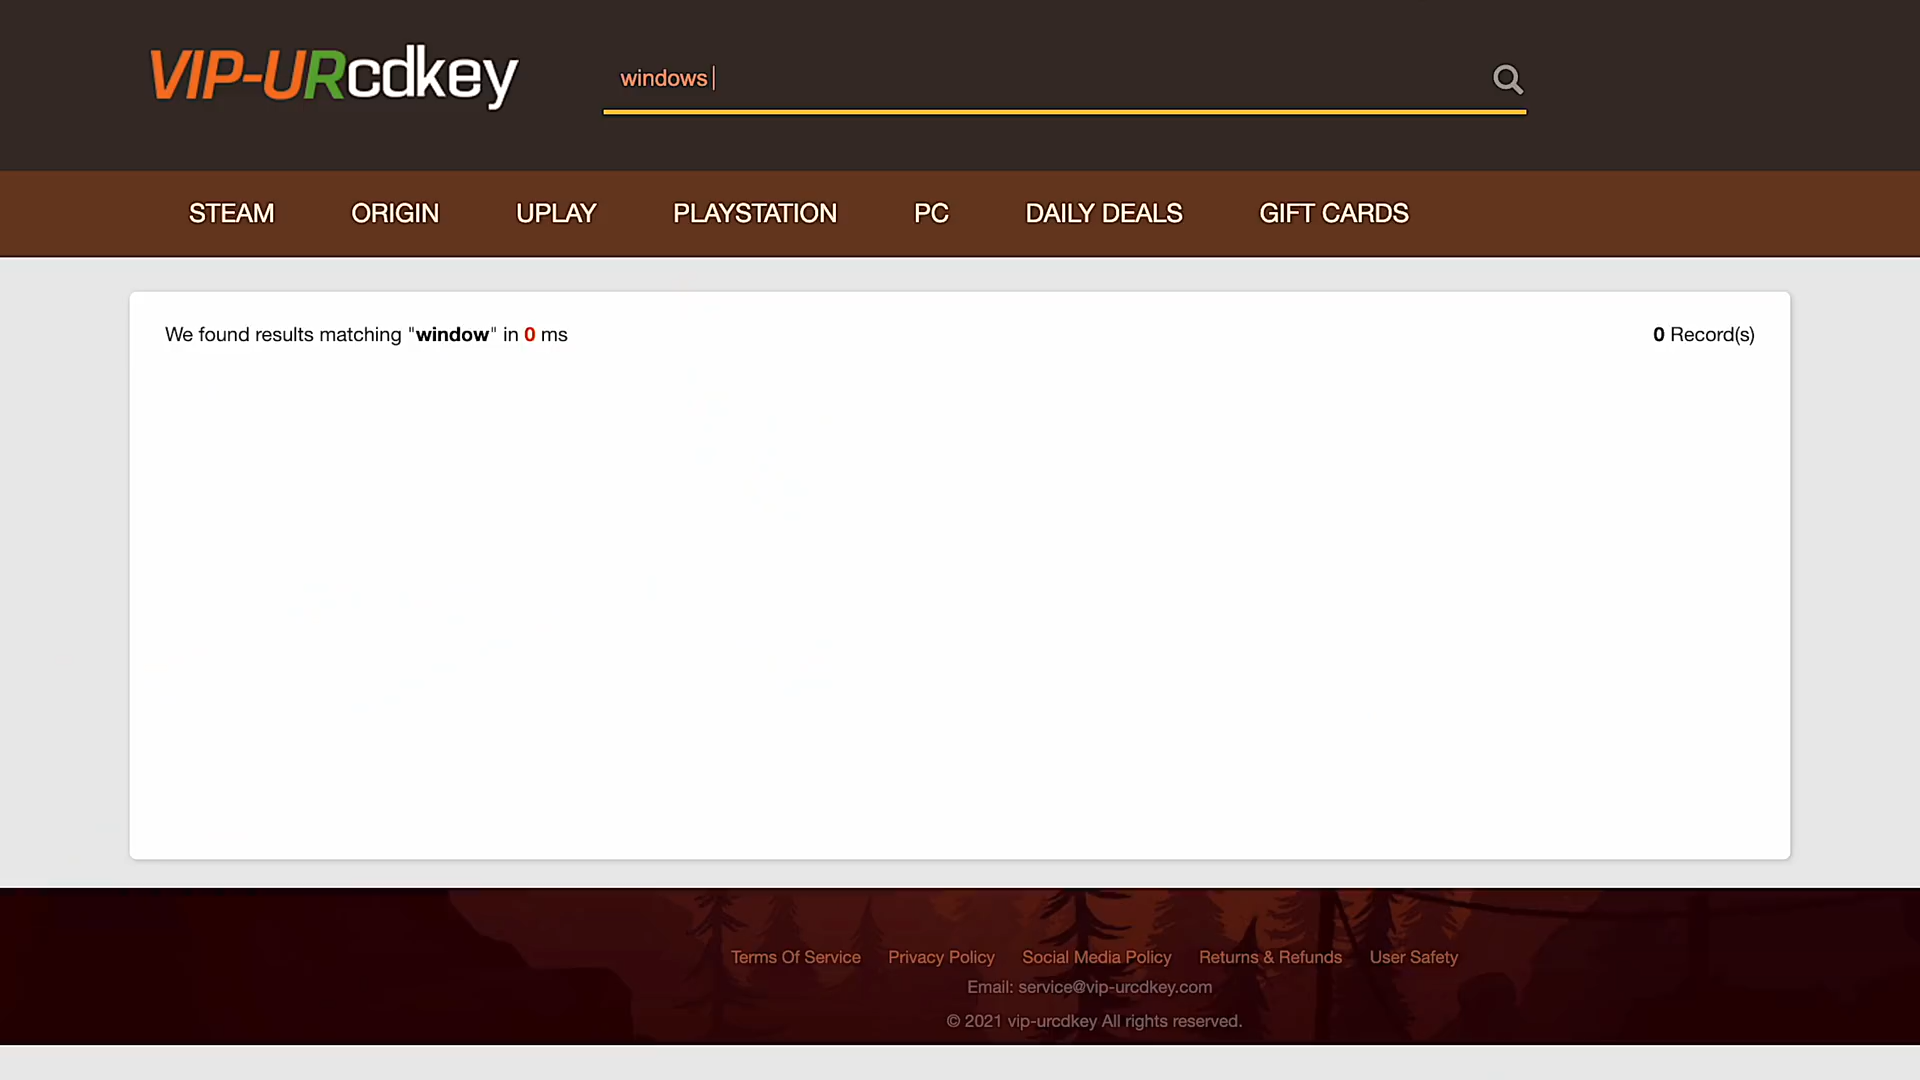 VIP-URcdkey
windows
STEAM ORIGIN UPLAY PLAYSTATION PC DAILY DEALS GIFT CARDS
We found results matching "window" in 0 ms 0 Record(s)
Terms Of Service Privacy Policy Social Media Policy Returns & Refunds User Safety
Email: service@vip-urcdkey.com
© 2021 vip-urcdkey All rights reserved.